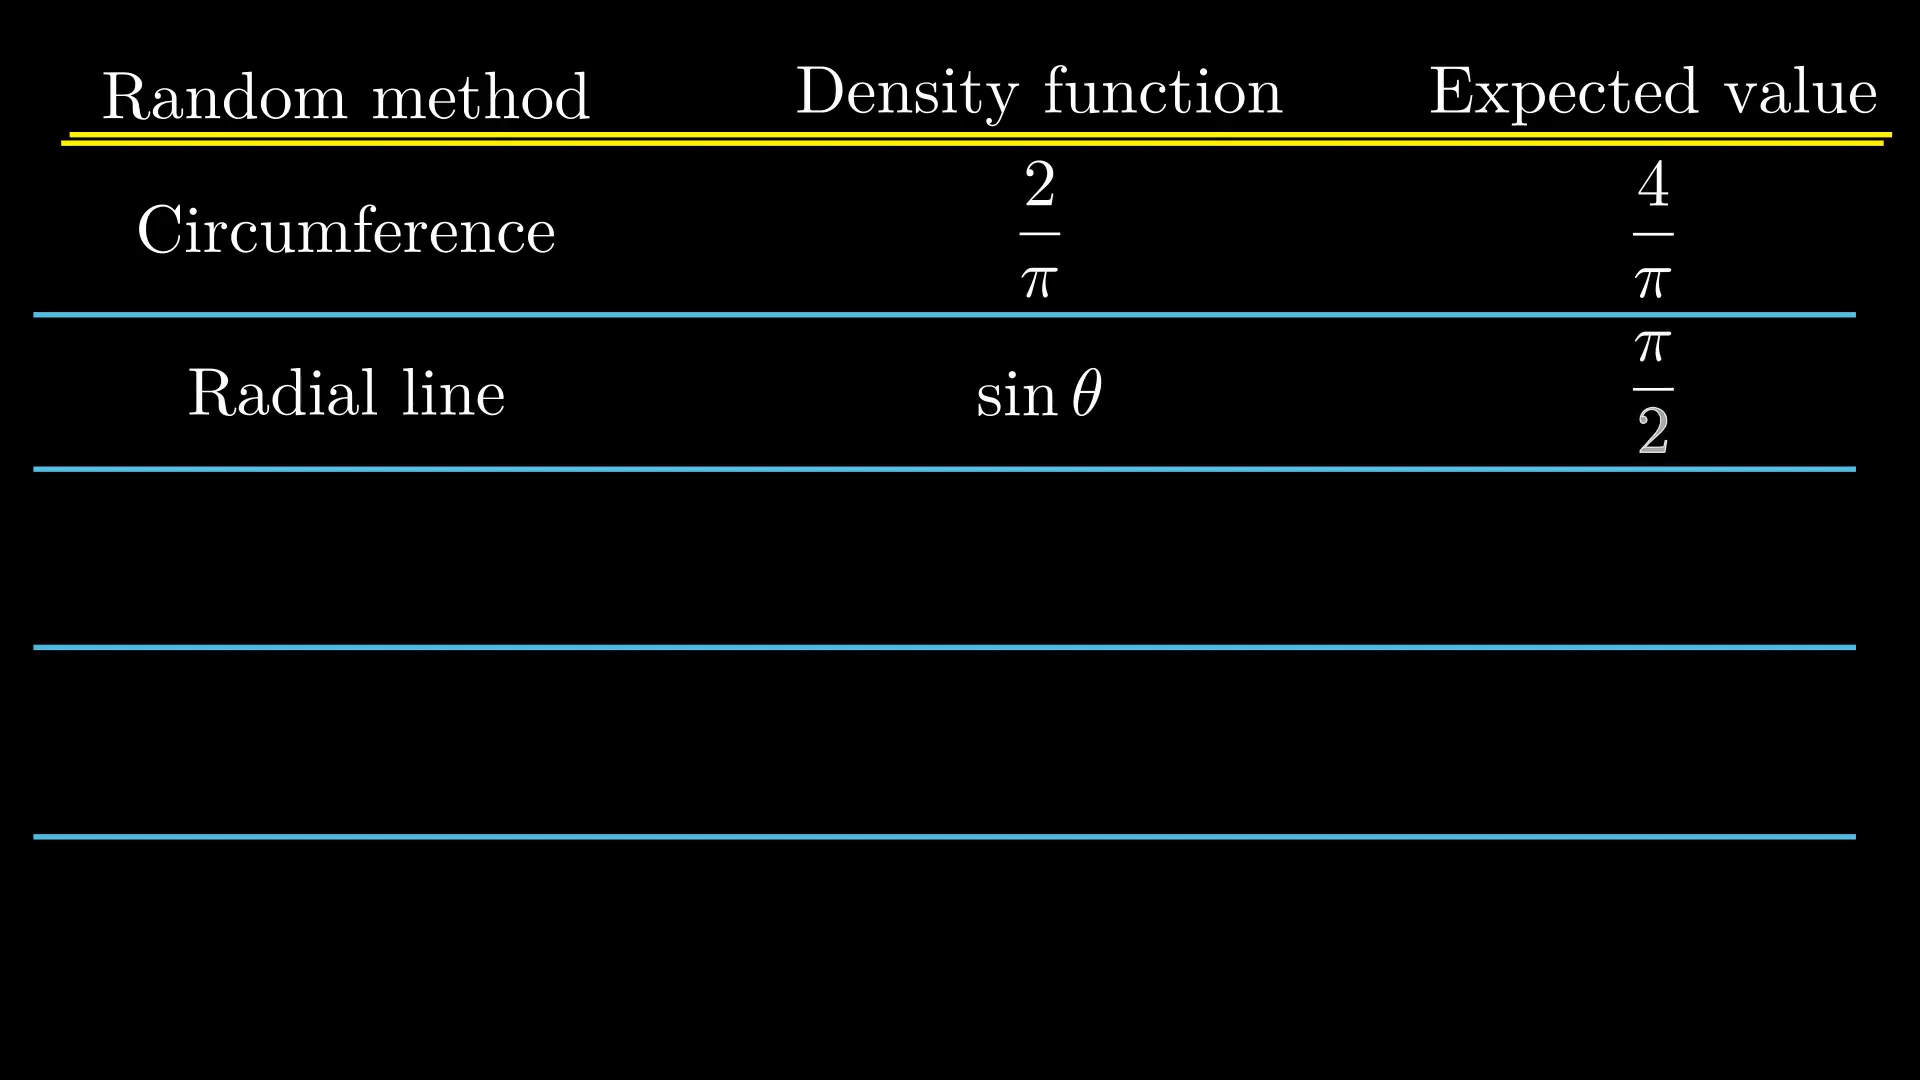 Random method Density function Expected value
Circumference 2/π 4/π
Radial line sin θ π/2